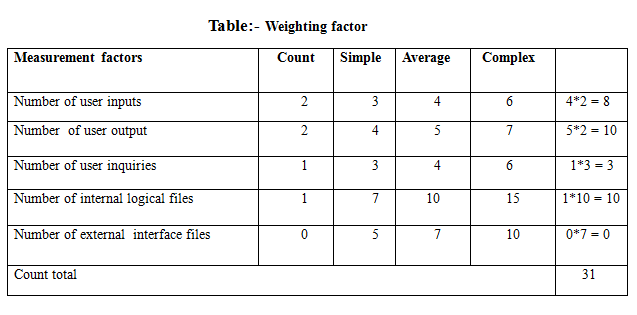 Table:- Weighting factor
Measurement factors Count Simple Average Complex
Number of user inputs 2 3 4 6 4*2 = 8
Number of user output 2 4 5 7 5*2 = 10
Number of user inquiries 1 3 4 6 1*3 = 3
Number of internal logical files 1 7 10 15 1*10 = 10
Number of external interface files 0 5 7 10 0*7 = 0
Count total 31